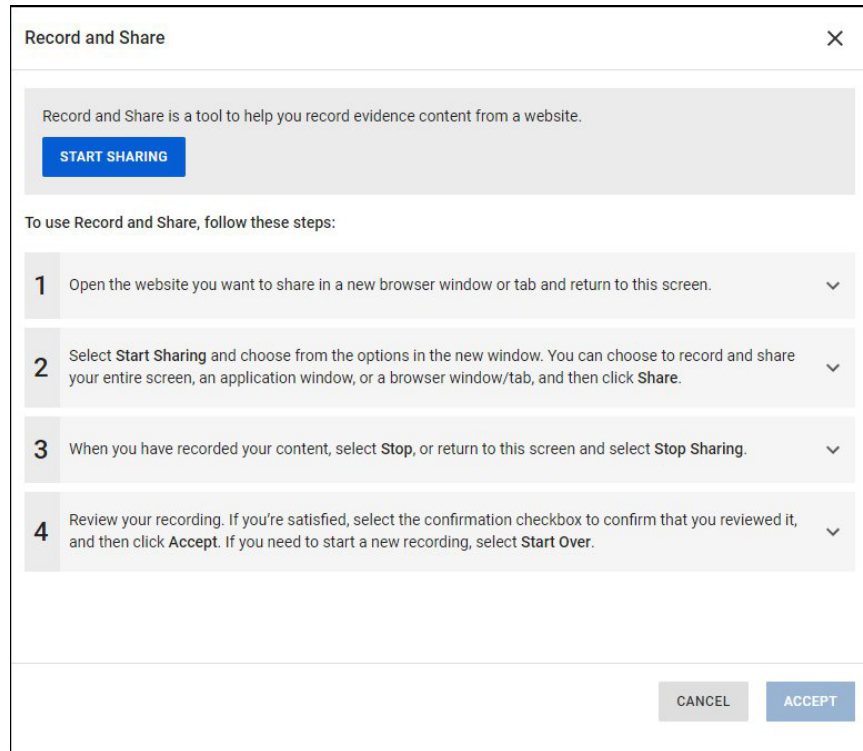 Record and Share
Record and Share is a tool to help you record evidence content from a website.
START SHARING
To use Record and Share, follow these steps:
1
Open the website you want to share in a new browser window or tab and return to this screen.
2
Select Start Sharing and choose from the options in the new window. You can choose to record and share
your entire screen, an application window, or a browser window/tab, and then click Share.
3
When you have recorded your content, select Stop, or return to this screen and select Stop Sharing.
4
Review your recording. If you’re satisfied, select the confirmation checkbox to confirm that you reviewed it,
and then click Accept. If you need to start a new recording, select Start Over.
CANCEL
ACCEPT